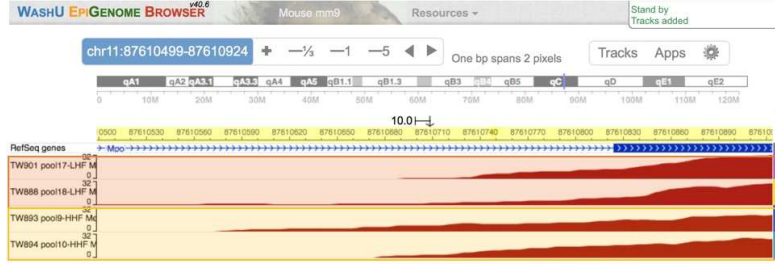 WASHU EPIGENOME BROWSER v40.6
Mouse mm9
Resources
Stand by
Tracks added
chr11:87610499-87610924 + −⅓ −1 −5
One bp spans 2 pixels
Tracks Apps
qA1 qA2 qA3.1 qA3.3 qA4 qA5 qB1.1 qB1.3 qB3 qB4 qB5 qC qD qE1 qE2
0 10M 20M 30M 40M 50M 60M 70M 80M 90M 100M 110M 120M
10.0
0500 87610530 87610560 87610590 87610620 87610650 87610680 87610710 87610740 87610770 87610800 87610830 87610860 87610890 87610
RefSeq genes Mpo
TW901 pool17-LHF M 32 0
TW888 pool18-LHF M 32 0
TW893 pool9-HHF Me 32 0
TW894 pool10-HHF M 32 0